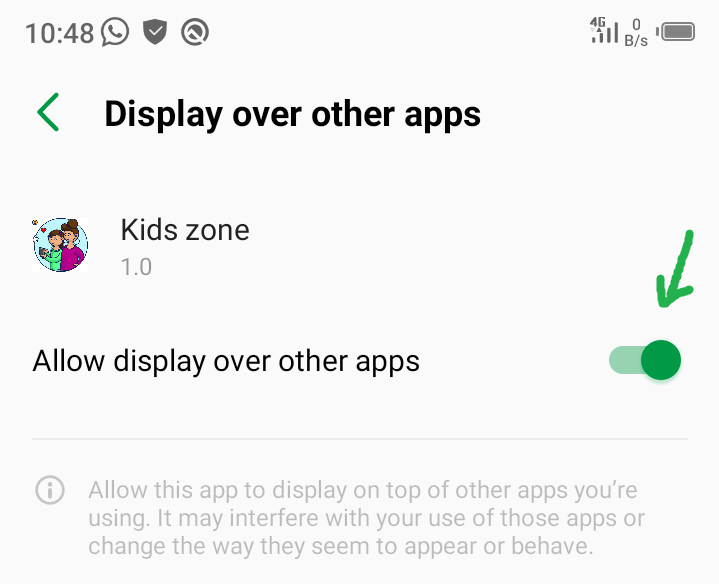 10:48 4G 0 B/s
Display over other apps
Kids zone
1.0
Allow display over other apps
Allow this app to display on top of other apps you’re
using. It may interfere with your use of those apps or
change the way they seem to appear or behave.